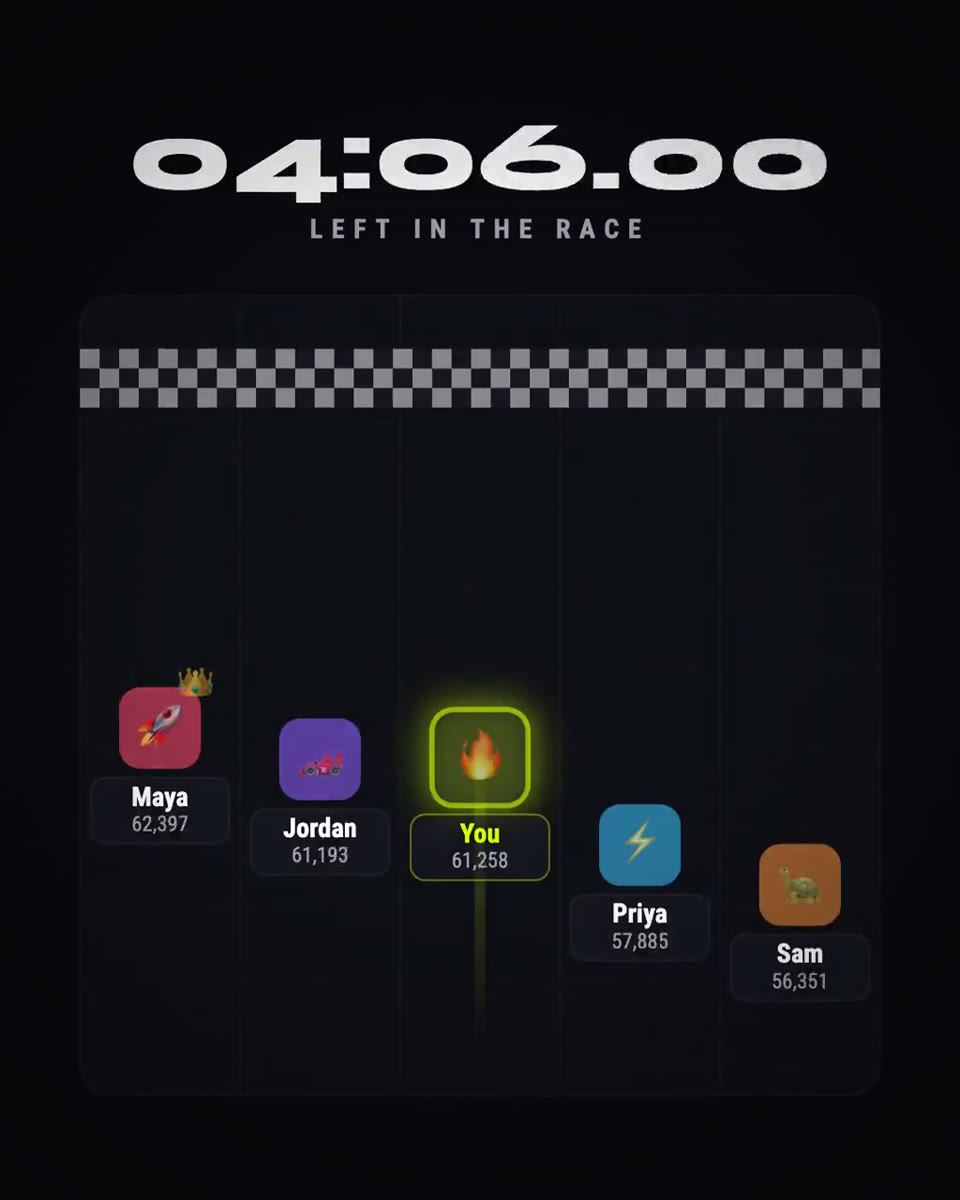 04:06.00
LEFT IN THE RACE
Maya
62,397
Jordan
61,193
You
61,258
Priya
57,885
Sam
56,351